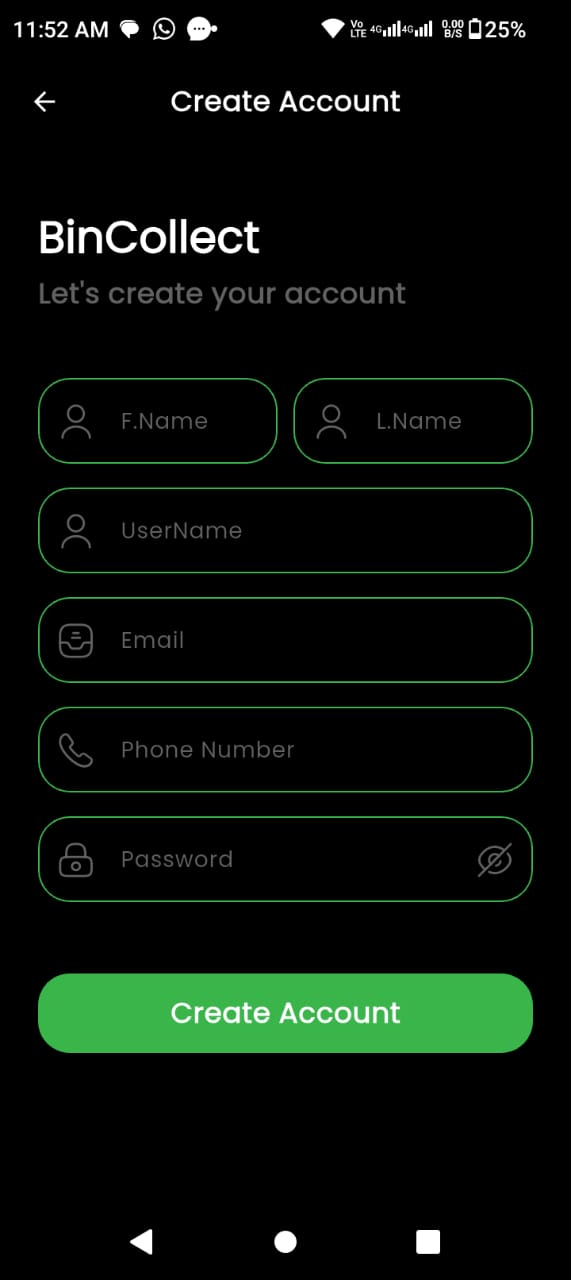 11:52 AM Vo LTE 4G 4G 0.00 B/S 25%
Create Account
BinCollect
Let's create your account
F.Name L.Name
UserName
Email
Phone Number
Password
Create Account